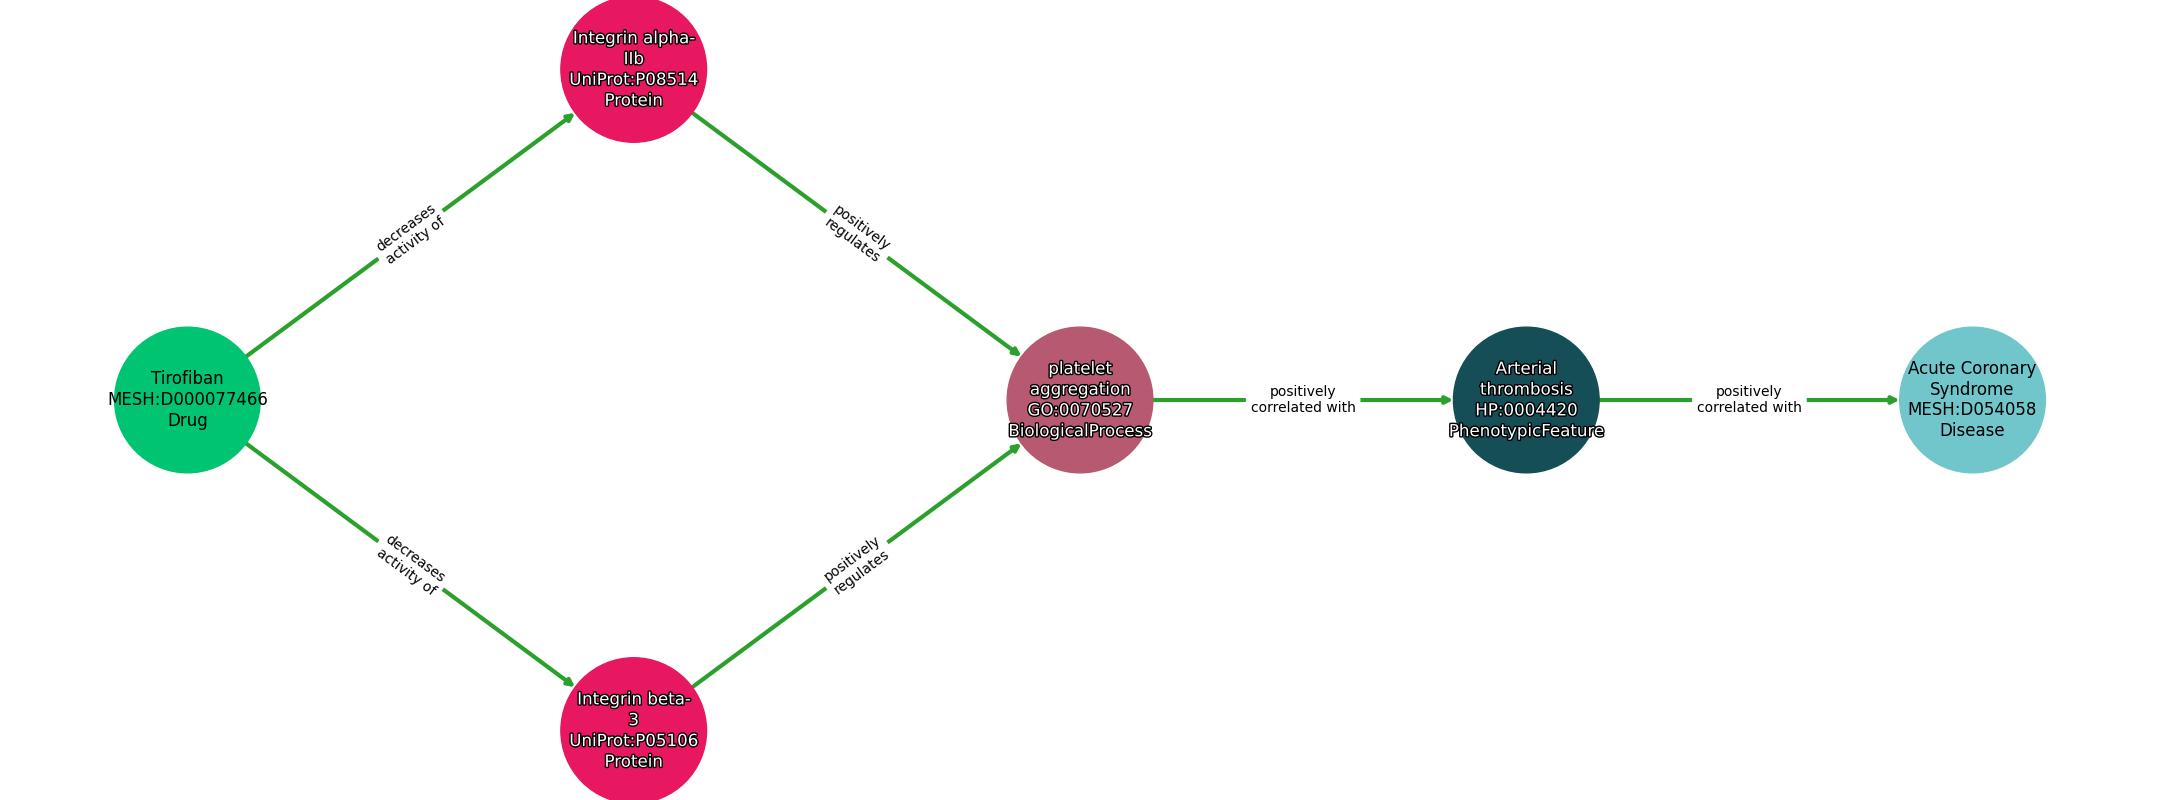 Integrin alpha-
IIb
UniProt:P08514
Protein
decreases
activity of
positively
regulates
Tirofiban
MESH:D000077466
Drug
platelet
aggregation
GO:0070527
BiologicalProcess
positively
correlated with
Arterial
thrombosis
HP:0004420
PhenotypicFeature
positively
correlated with
Acute Coronary
Syndrome
MESH:D054058
Disease
decreases
activity of
positively
regulates
Integrin beta-
3
UniProt:P05106
Protein